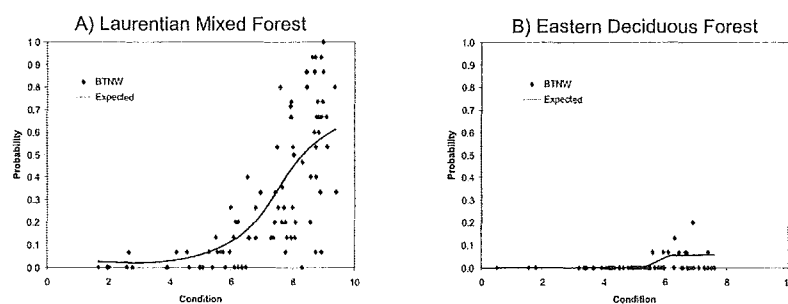 A) Laurentian Mixed Forest
1.0
0.9
0.8
0.7
0.6
0.5
0.4
0.3
0.2
0.1
0.0
Probability
BTNW
Expected
0 2 4 6 8 10
Condition
B) Eastern Deciduous Forest
1.0
0.9
0.8
0.7
0.6
0.5
0.4
0.3
0.2
0.1
0.0
Probability
BTNW
Expected
0 2 4 6 8 10
Condition